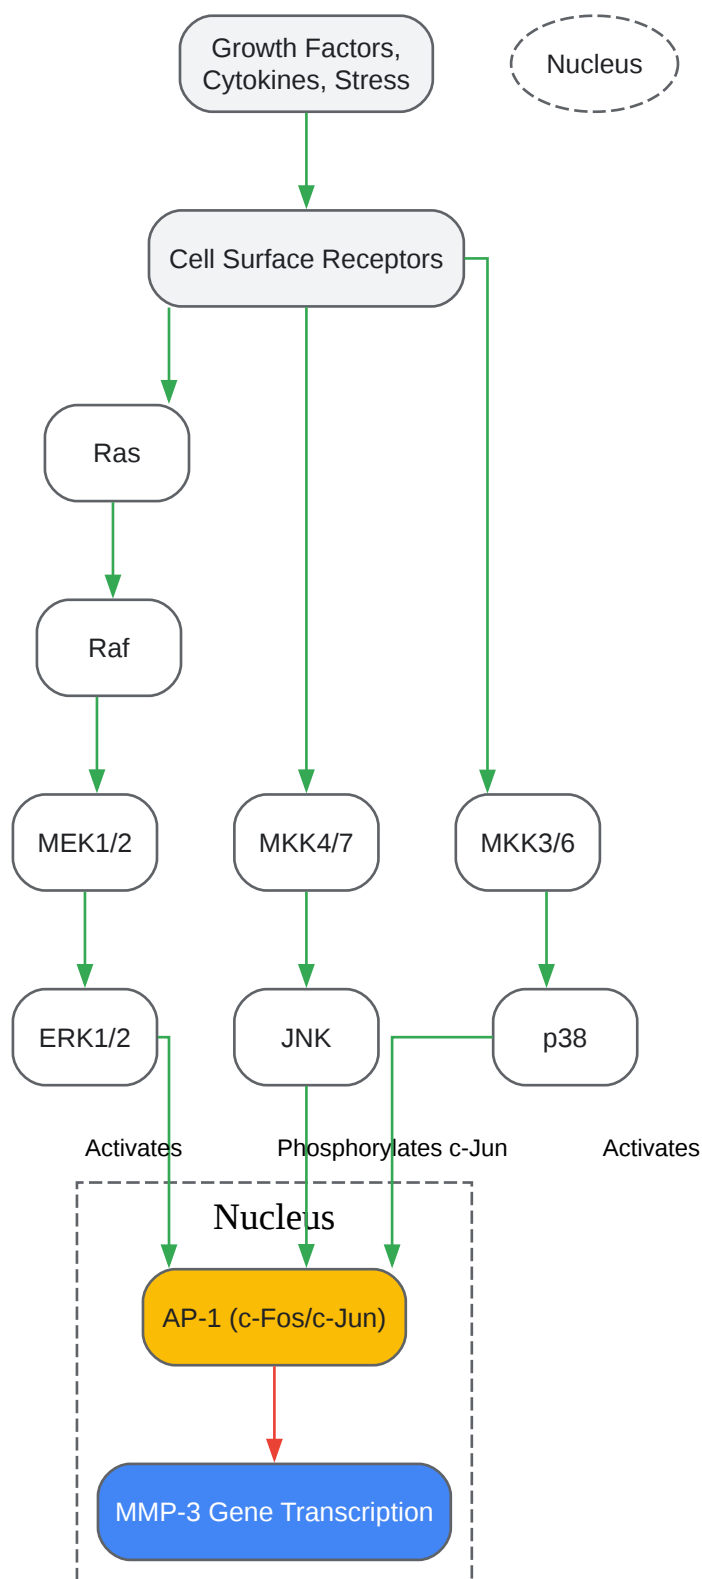 Growth Factors,
Cytokines, Stress
Nucleus
Cell Surface Receptors
Ras
Raf
MEK1/2
MKK4/7
MKK3/6
ERK1/2
JNK
p38
Activates
Phosphorylates c-Jun
Activates
Nucleus
AP-1 (c-Fos/c-Jun)
MMP-3 Gene Transcription